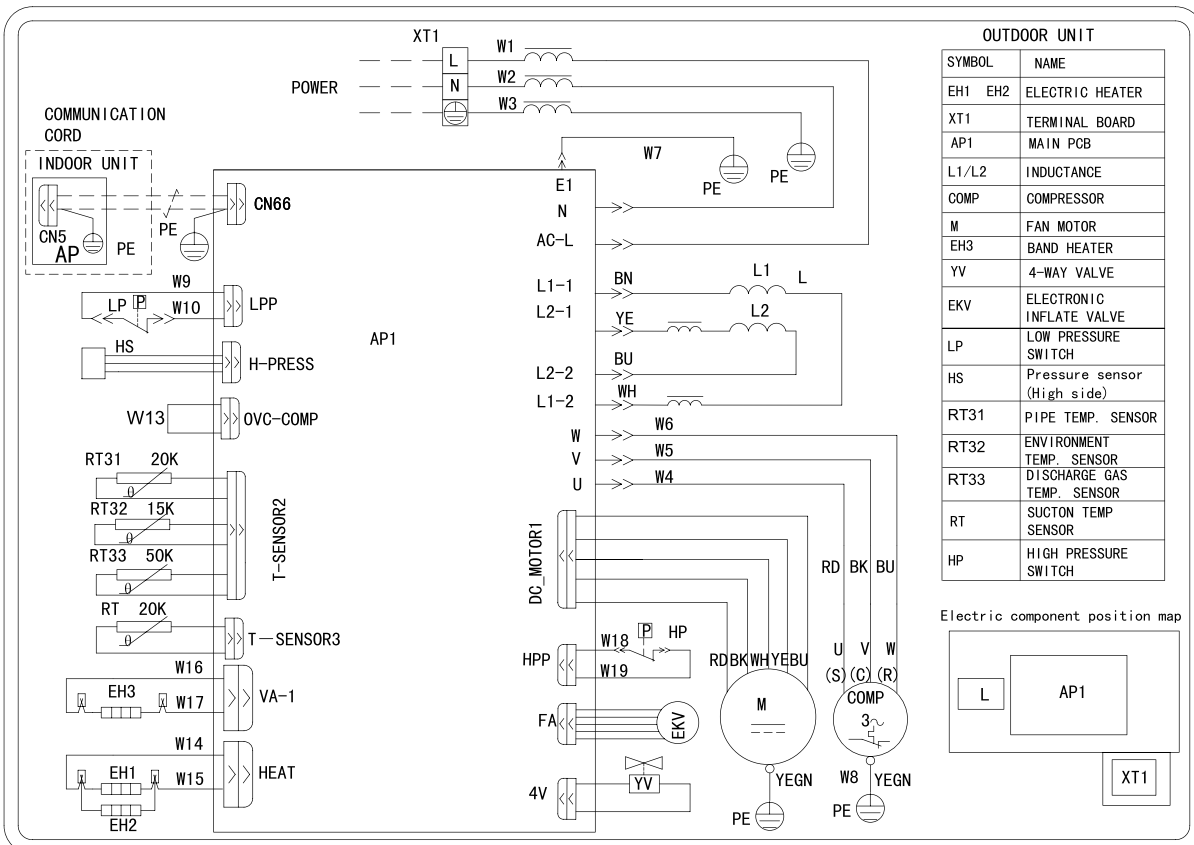 XT1
W1
L
W2
N
POWER
W3
COMMUNICATION
CORD
INDOOR UNIT
CN5
AP
PE
PE
CN66
W7
PE
PE
E1
N
AC-L
W9
LP
P
W10
LPP
HS
H-PRESS
W13
OVC-COMP
RT31 20K
θ
RT32 15K
θ
RT33 50K
θ
T-SENSOR2
RT 20K
θ
T-SENSOR3
W16
EH3
W17
VA-1
W14
EH1
W15
EH2
HEAT
AP1
L1-1
BN
L1
L
L2-1
YE
L2
L2-2
BU
L1-2
WH
W
W6
V
W5
U
W4
DC_MOTOR1
RD BK BU
HPP
W18
P
HP
W19
RD BK WH YE BU
U V W
(S) (C) (R)
M
COMP
3
FA
EKV
4V
YV
YEGN
PE
W8
YEGN
PE
OUTDOOR UNIT
SYMBOL NAME
EH1 EH2 ELECTRIC HEATER
XT1 TERMINAL BOARD
AP1 MAIN PCB
L1/L2 INDUCTANCE
COMP COMPRESSOR
M FAN MOTOR
EH3 BAND HEATER
YV 4-WAY VALVE
EKV ELECTRONIC
INFLATE VALVE
LP LOW PRESSURE
SWITCH
HS Pressure sensor
(High side)
RT31 PIPE TEMP. SENSOR
RT32 ENVIRONMENT
TEMP. SENSOR
RT33 DISCHARGE GAS
TEMP. SENSOR
RT SUCTON TEMP
SENSOR
HP HIGH PRESSURE
SWITCH
Electric component position map
L
AP1
XT1